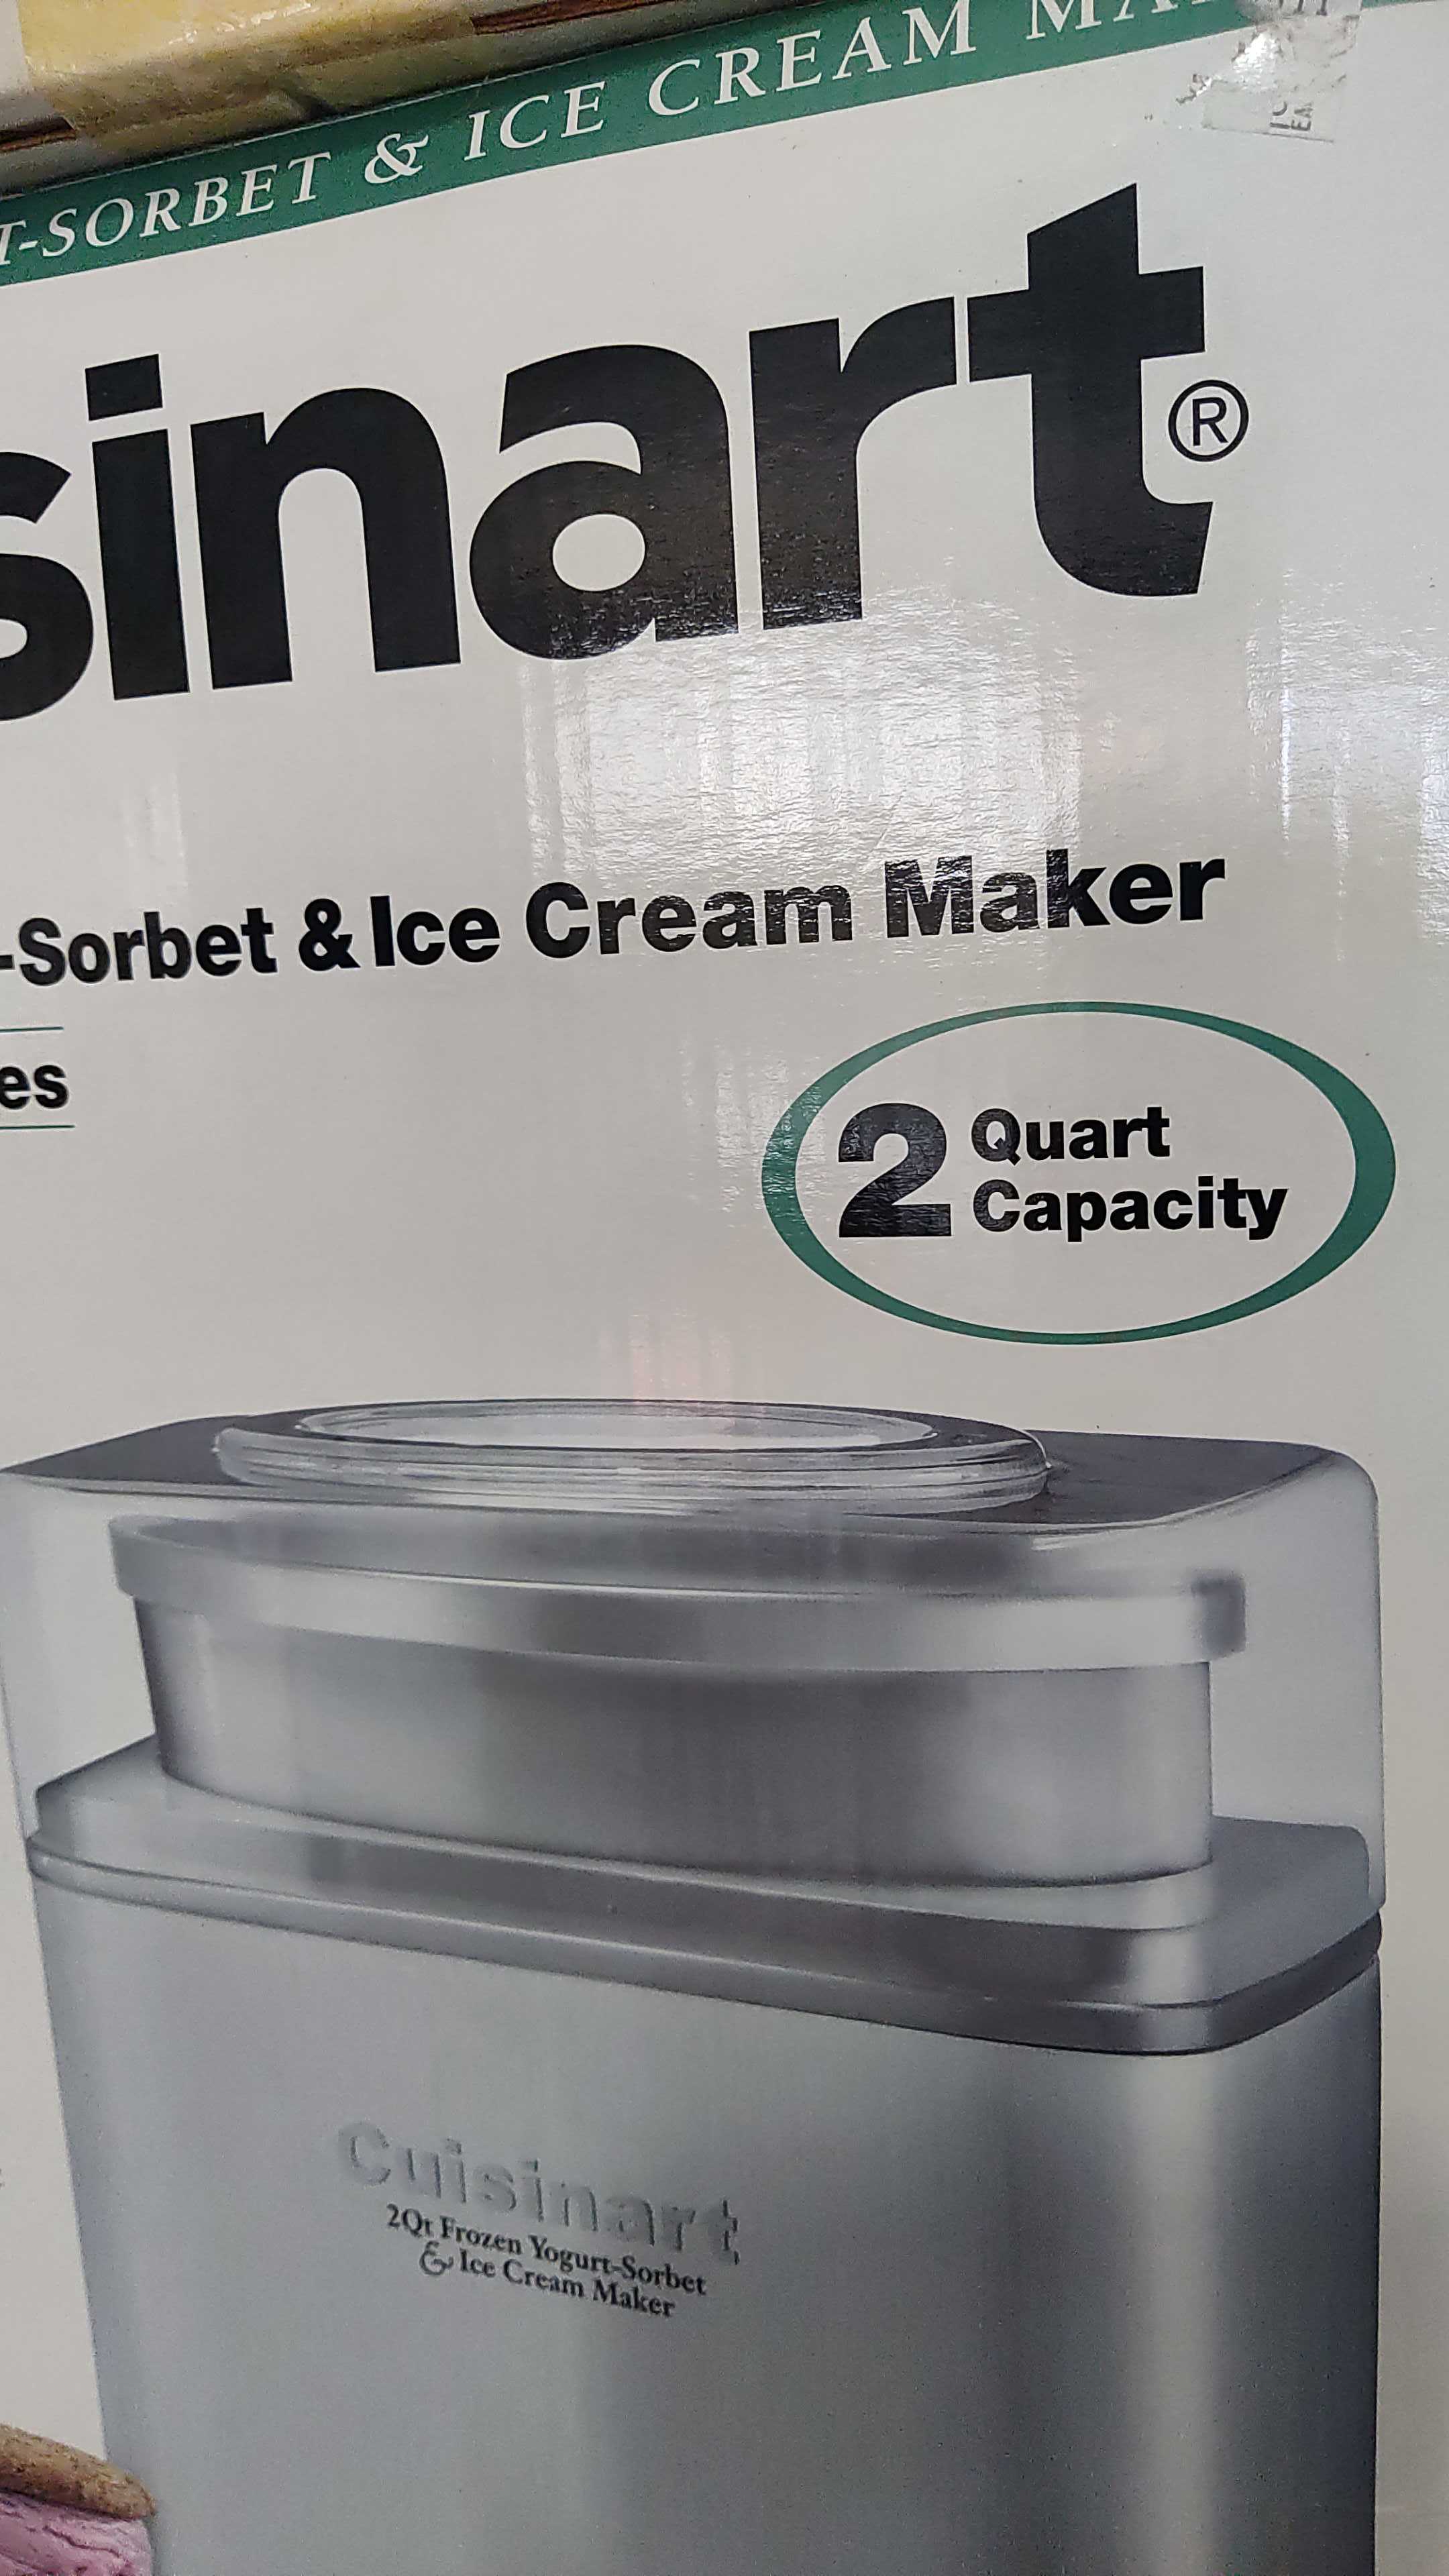 T-SORBET & ICE CREAM MA
sinart®
-Sorbet & Ice Cream Maker
es
2 Quart
Capacity
Cuisinart
2Qt Frozen Yogurt-Sorbet
& Ice Cream Maker